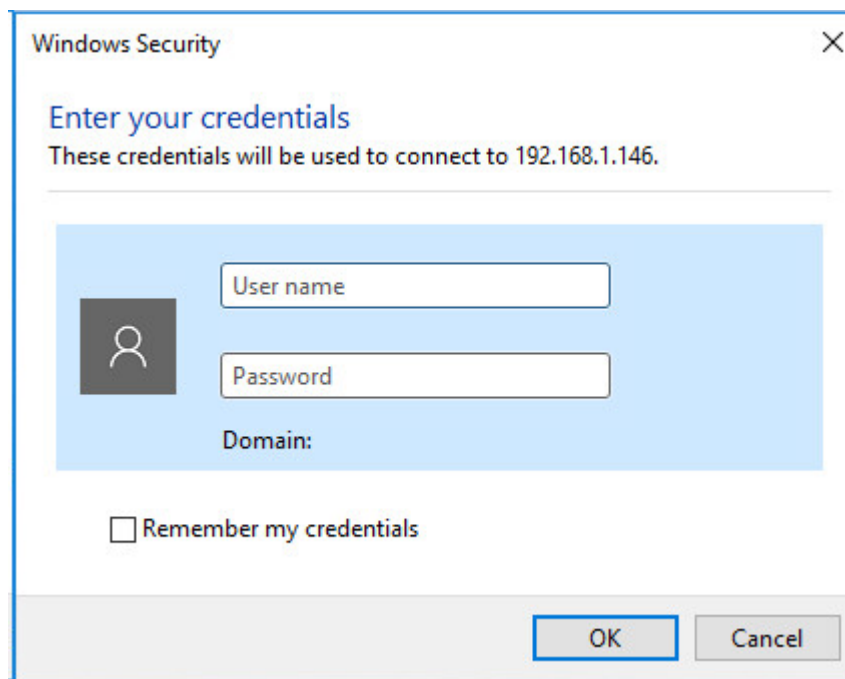 Windows Security
Enter your credentials
These credentials will be used to connect to 192.168.1.146.
User name
Password
Domain:
Remember my credentials
OK Cancel